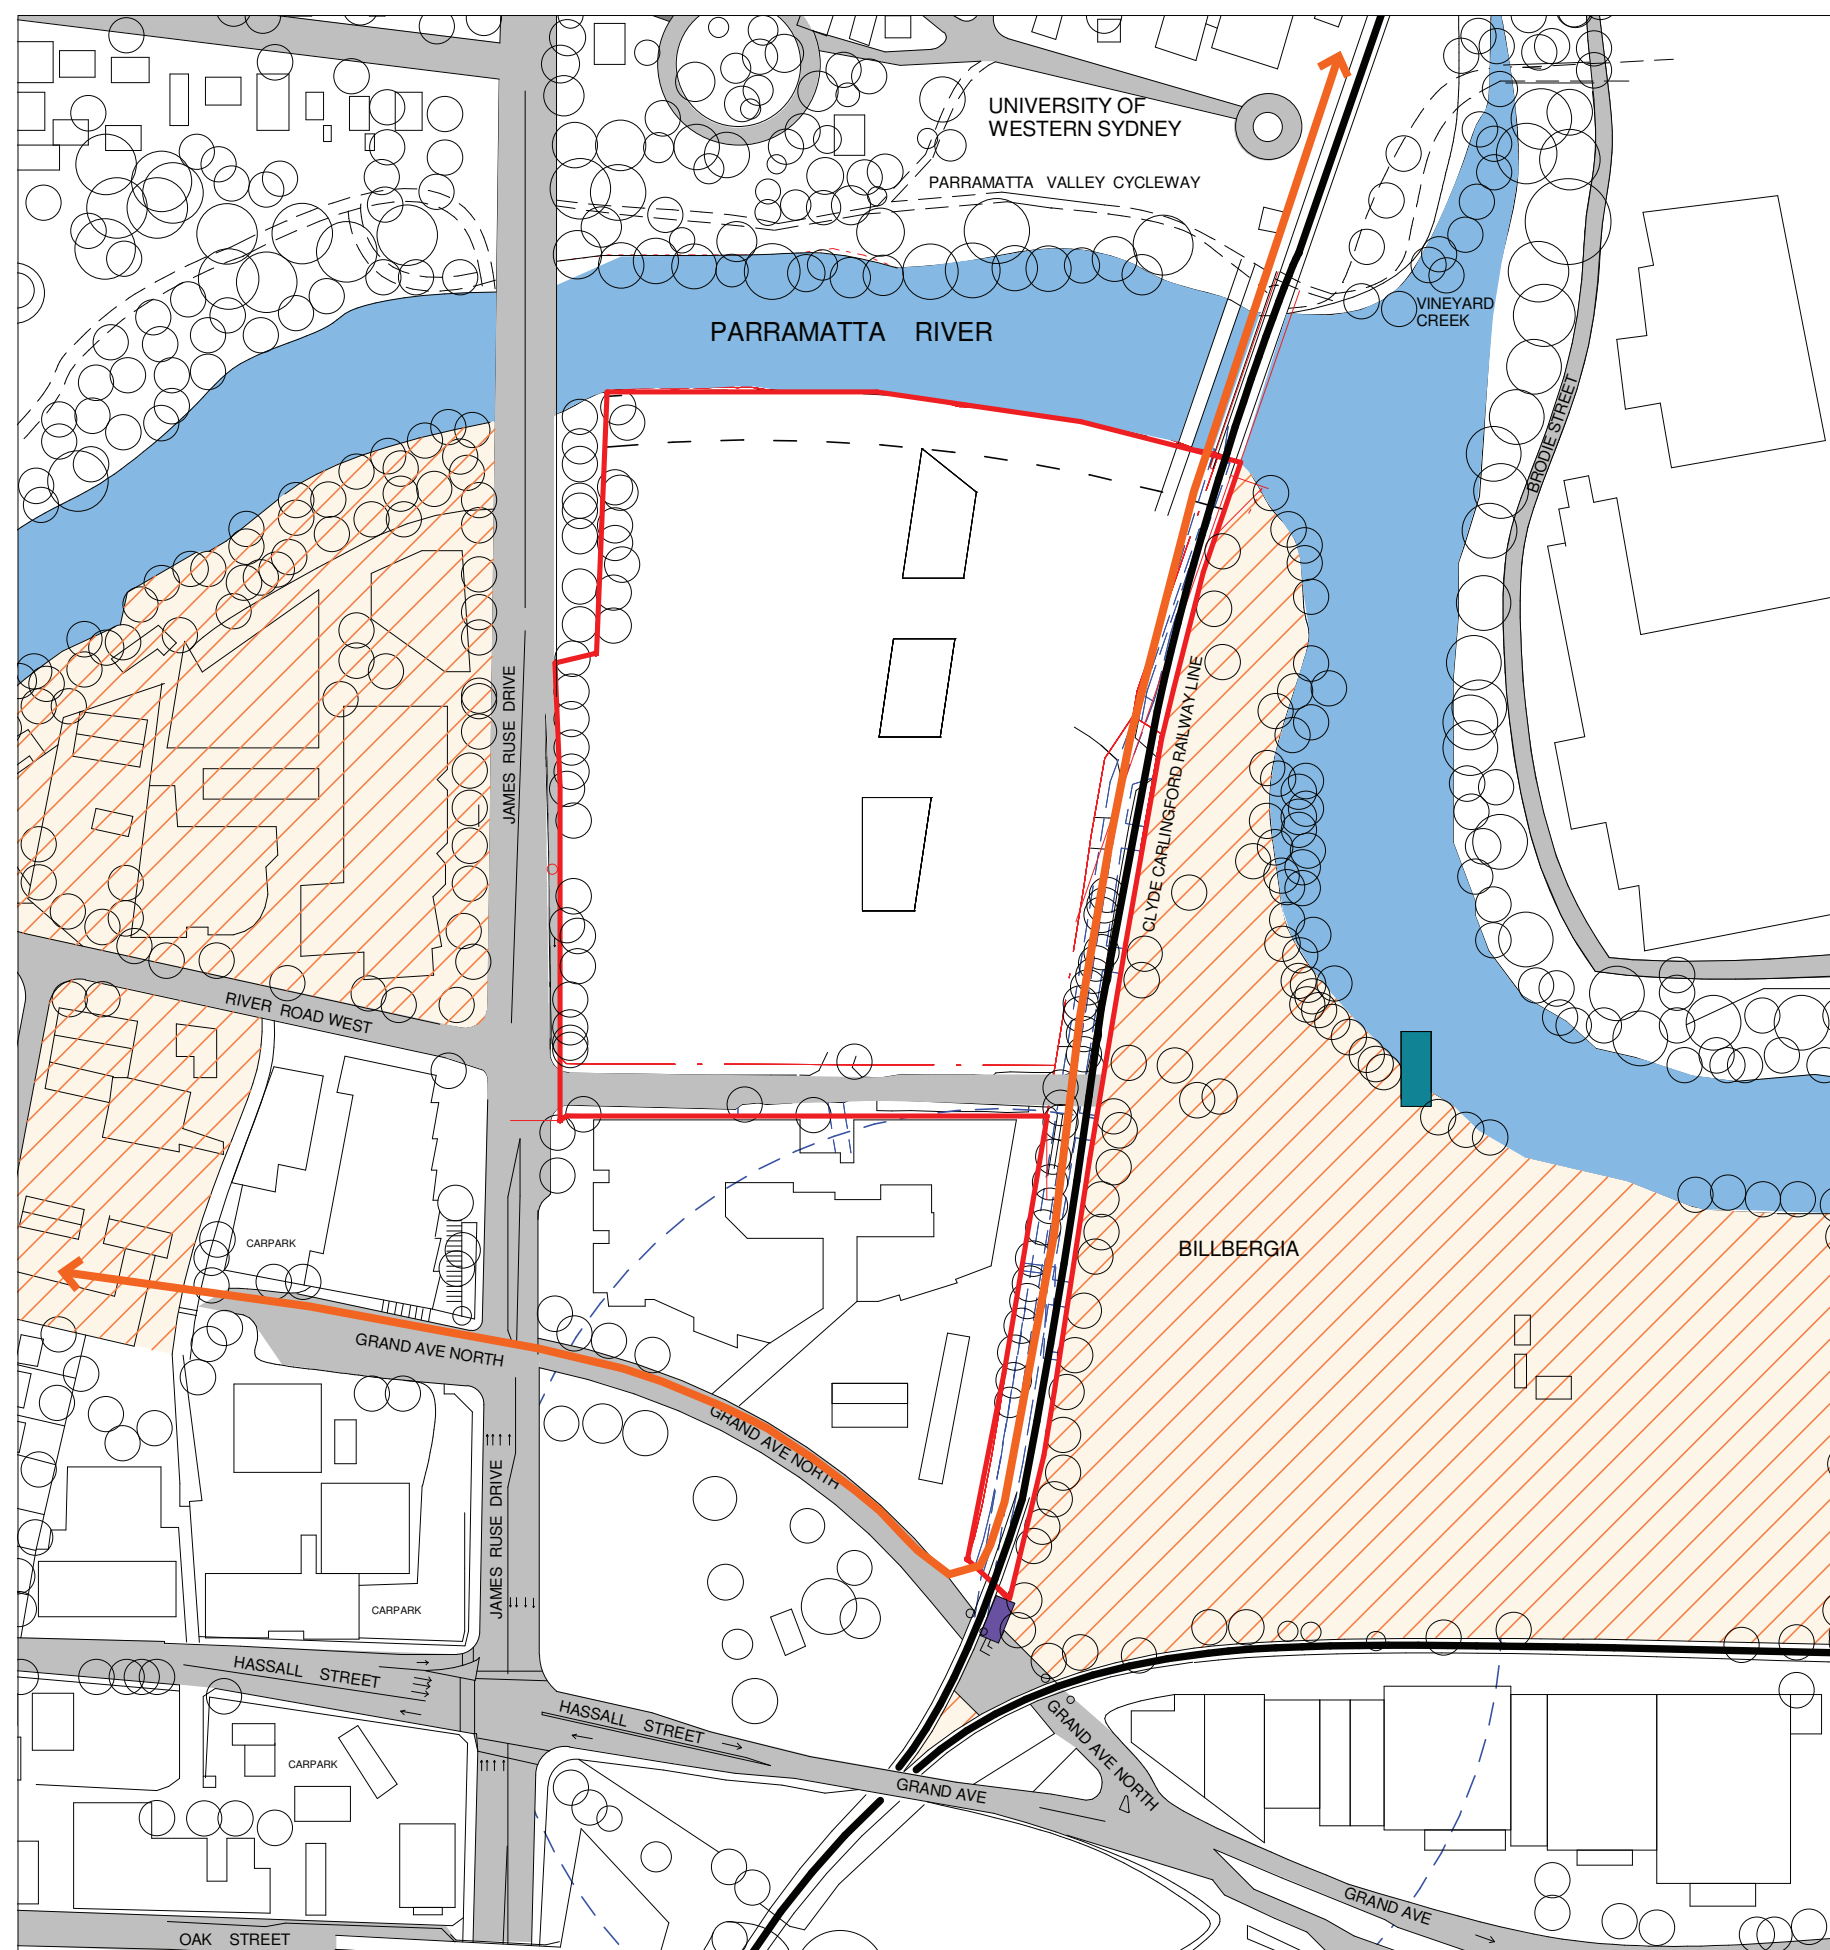 UNIVERSITY OF
WESTERN SYDNEY
PARRAMATTA VALLEY CYCLEWAY
PARRAMATTA RIVER
VINEYARD
CREEK
BRODIE STREET
JAMES RUSE DRIVE
CLYDE CARLINGFORD RAILWAY LINE
RIVER ROAD WEST
CARPARK
BILLBERGIA
GRAND AVE NORTH
GRAND AVE NORTH
JAMES RUSE DRIVE
CARPARK
HASSALL STREET
HASSALL STREET
GRAND AVE NORTH
CARPARK
GRAND AVE
GRAND AVE
OAK STREET